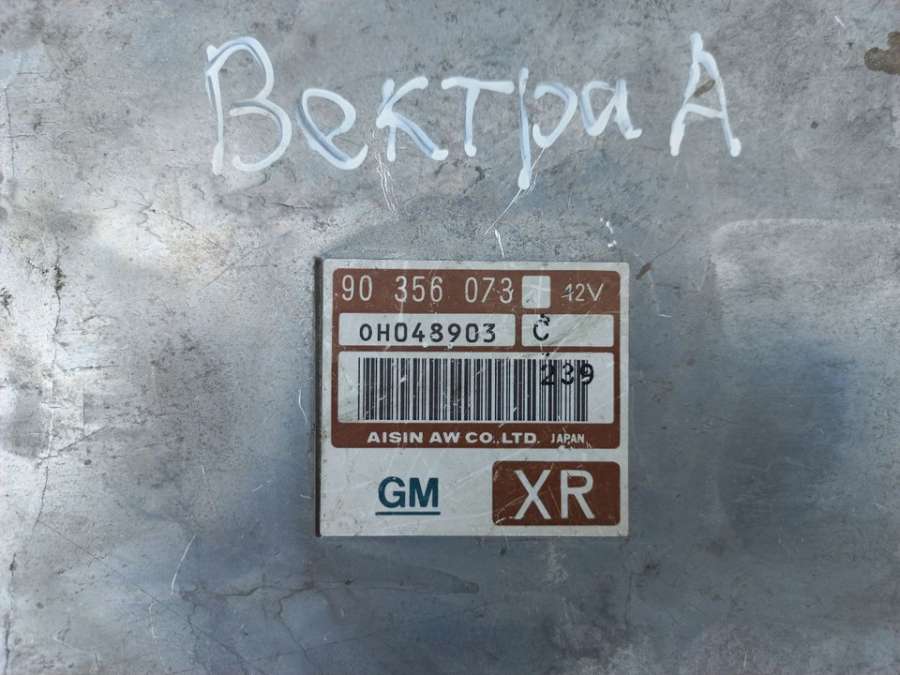 Вектра А
90 356 073 12V
0H048903 C
239
AISIN AW CO., LTD. JAPAN
GM XR